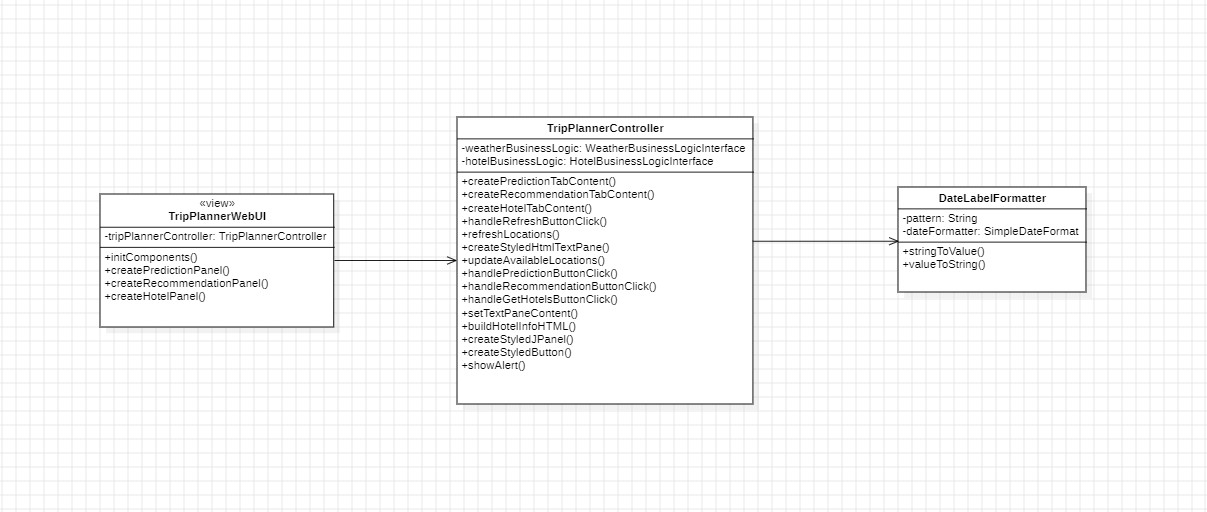 «view»
TripPlannerWebUI
-tripPlannerController: TripPlannerController
+initComponents()
+createPredictionPanel()
+createRecommendationPanel()
+createHotelPanel()
TripPlannerController
-weatherBusinessLogic: WeatherBusinessLogicInterface
-hotelBusinessLogic: HotelBusinessLogicInterface
+createPredictionTabContent()
+createRecommendationTabContent()
+createHotelTabContent()
+handleRefreshButtonClick()
+refreshLocations()
+createStyledHtmlTextPane()
+updateAvailableLocations()
+handlePredictionButtonClick()
+handleRecommendationButtonClick()
+handleGetHotelsButtonClick()
+setTextPaneContent()
+buildHotelInfoHTML()
+createStyledJPanel()
+createStyledButton()
+showAlert()
DateLabelFormatter
-pattern: String
-dateFormatter: SimpleDateFormat
+stringToValue()
+valueToString()